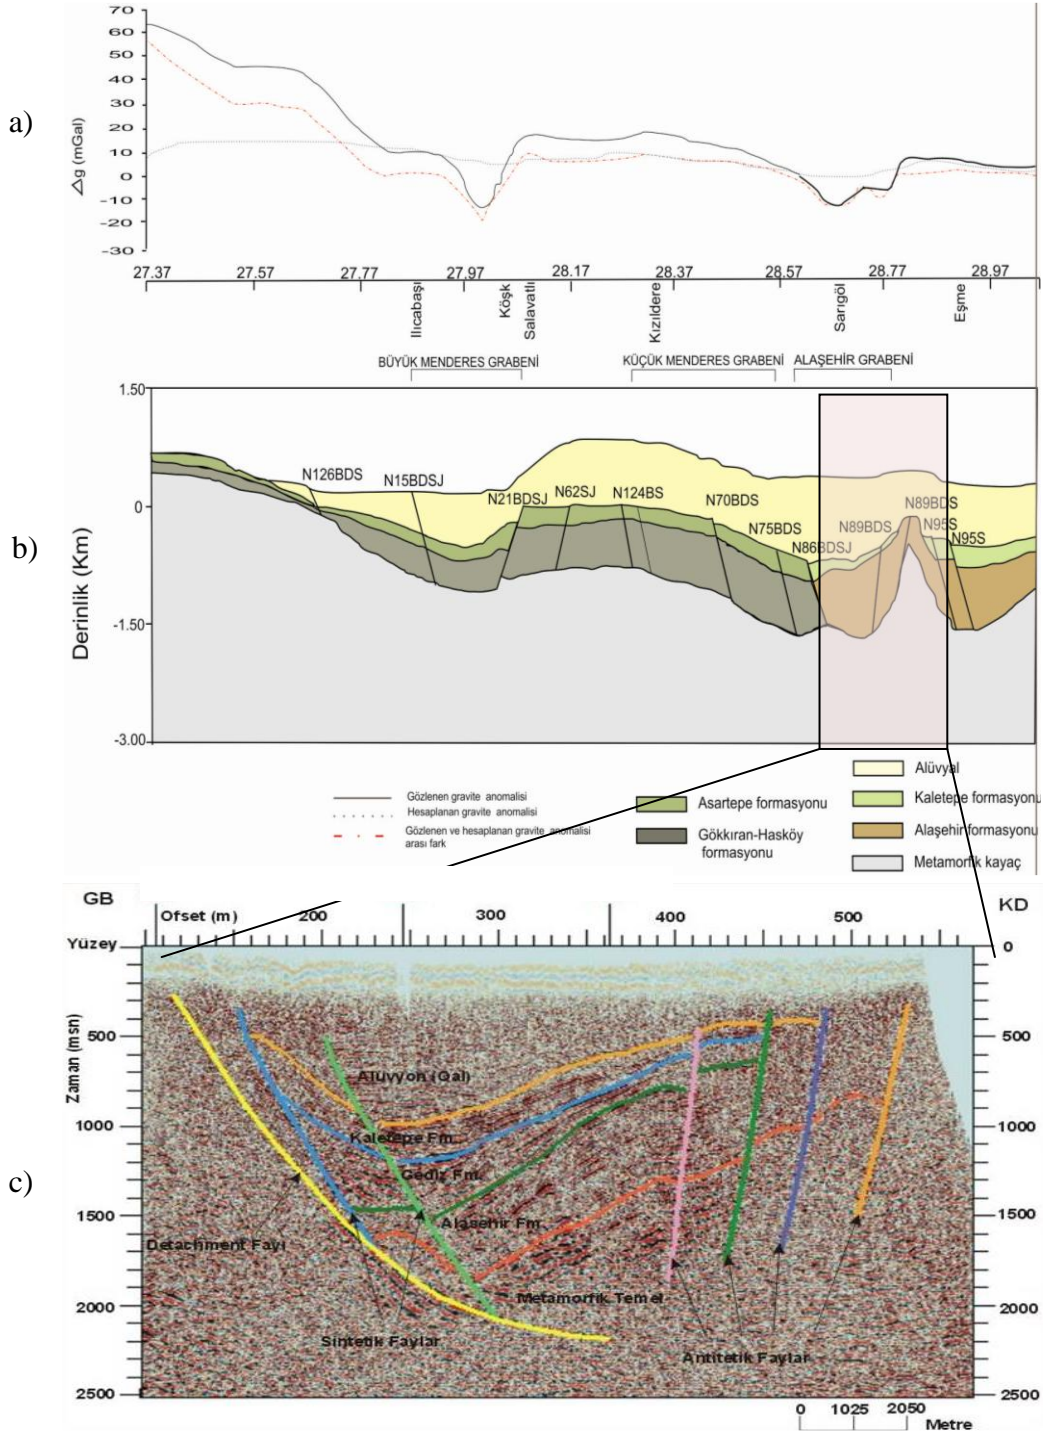 a)
Δg (mGal)
70
60
50
40
30
20
10
0
-10
-20
-30
27.37 27.57 27.77 27.97 28.17 28.37 28.57 28.77 28.97
Ilıcabaşı
Köşk
Salavatlı
Kızıldere
Sarıgöl
Eşme
BÜYÜK MENDERES GRABENİ
KÜÇÜK MENDERES GRABENİ
ALAŞEHİR GRABENİ
b)
Derinlik (Km)
1.50
0
-1.50
-3.00
N126BDS
N15BDSJ
N21BDSJ
N62SJ
N124BS
N70BDS
N75BDS
N86BDSJ
N89BDS
N89BDS
N95S
N95S
Gözlenen gravite anomalisi
Hesaplanan gravite anomalisi
Gözlenen ve hesaplanan gravite anomalisi
arası fark
Asartepe formasyonu
Gökkıran-Hasköy
formasyonu
Alüvyal
Kaletepe formasyonu
Alaşehir formasyonu
Metamorfik kayaç
c)
GB
KD
Ofset (m) 200 300 400 500
Yüzey
0
Zaman (msn)
500
1000
1500
2000
2500
500
1000
1500
2000
2500
Alüvyon (Qal)
Kaletepe Fm.
Gediz Fm.
Alaşehir Fm.
Detachment Fayı
Metamorfik Temel
Sintetik Faylar
Antitetik Faylar
0 1025 2050
Metre